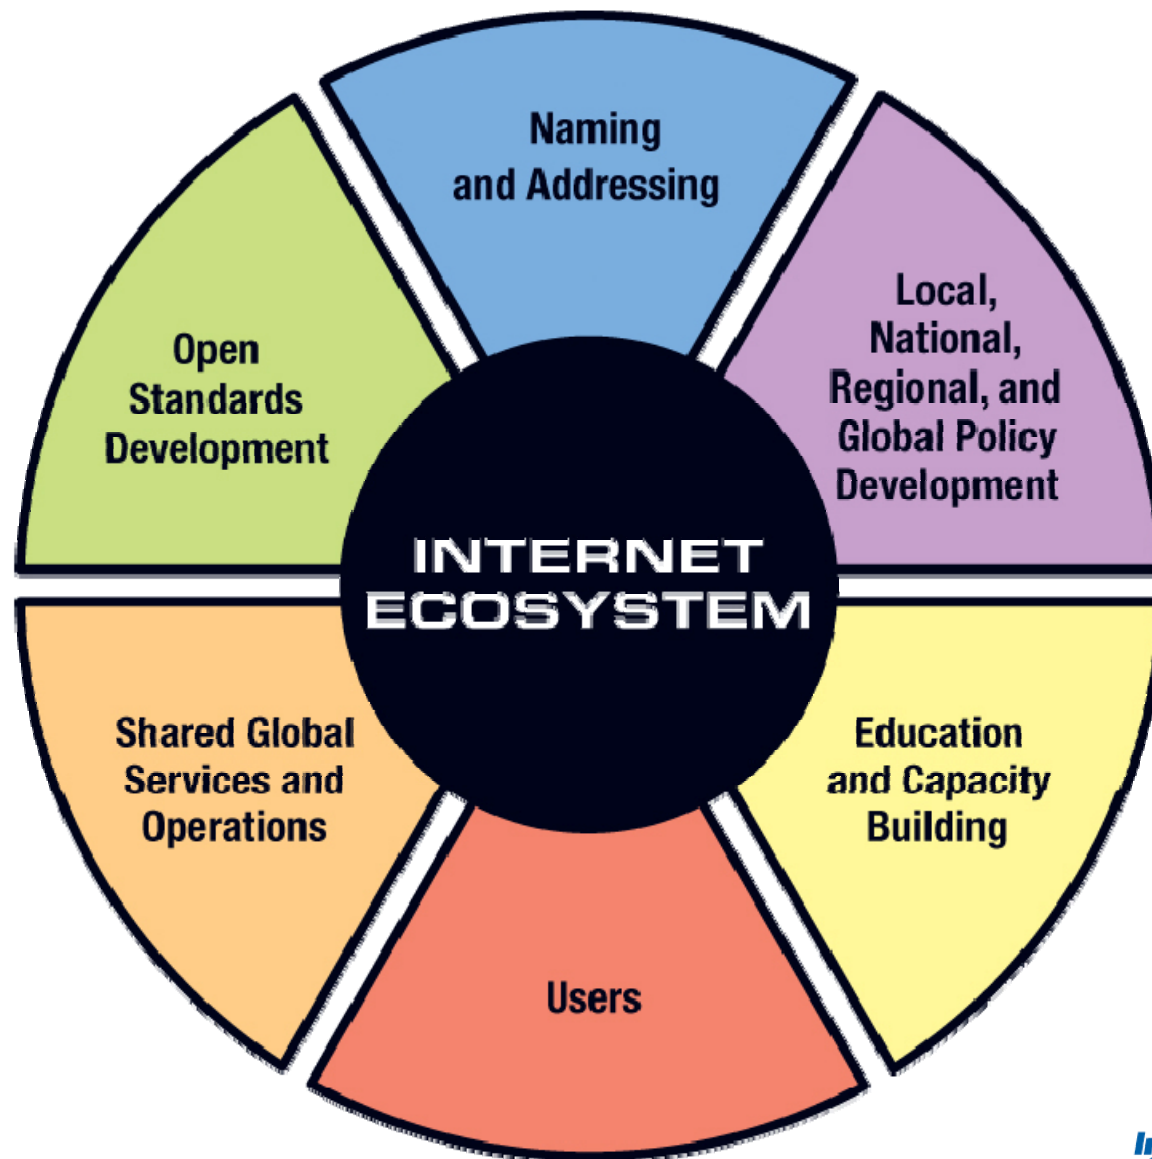 Naming
and Addressing
Local,
National,
Regional, and
Global Policy
Development
Open
Standards
Development
INTERNET
ECOSYSTEM
Shared Global
Services and
Operations
Education
and Capacity
Building
Users